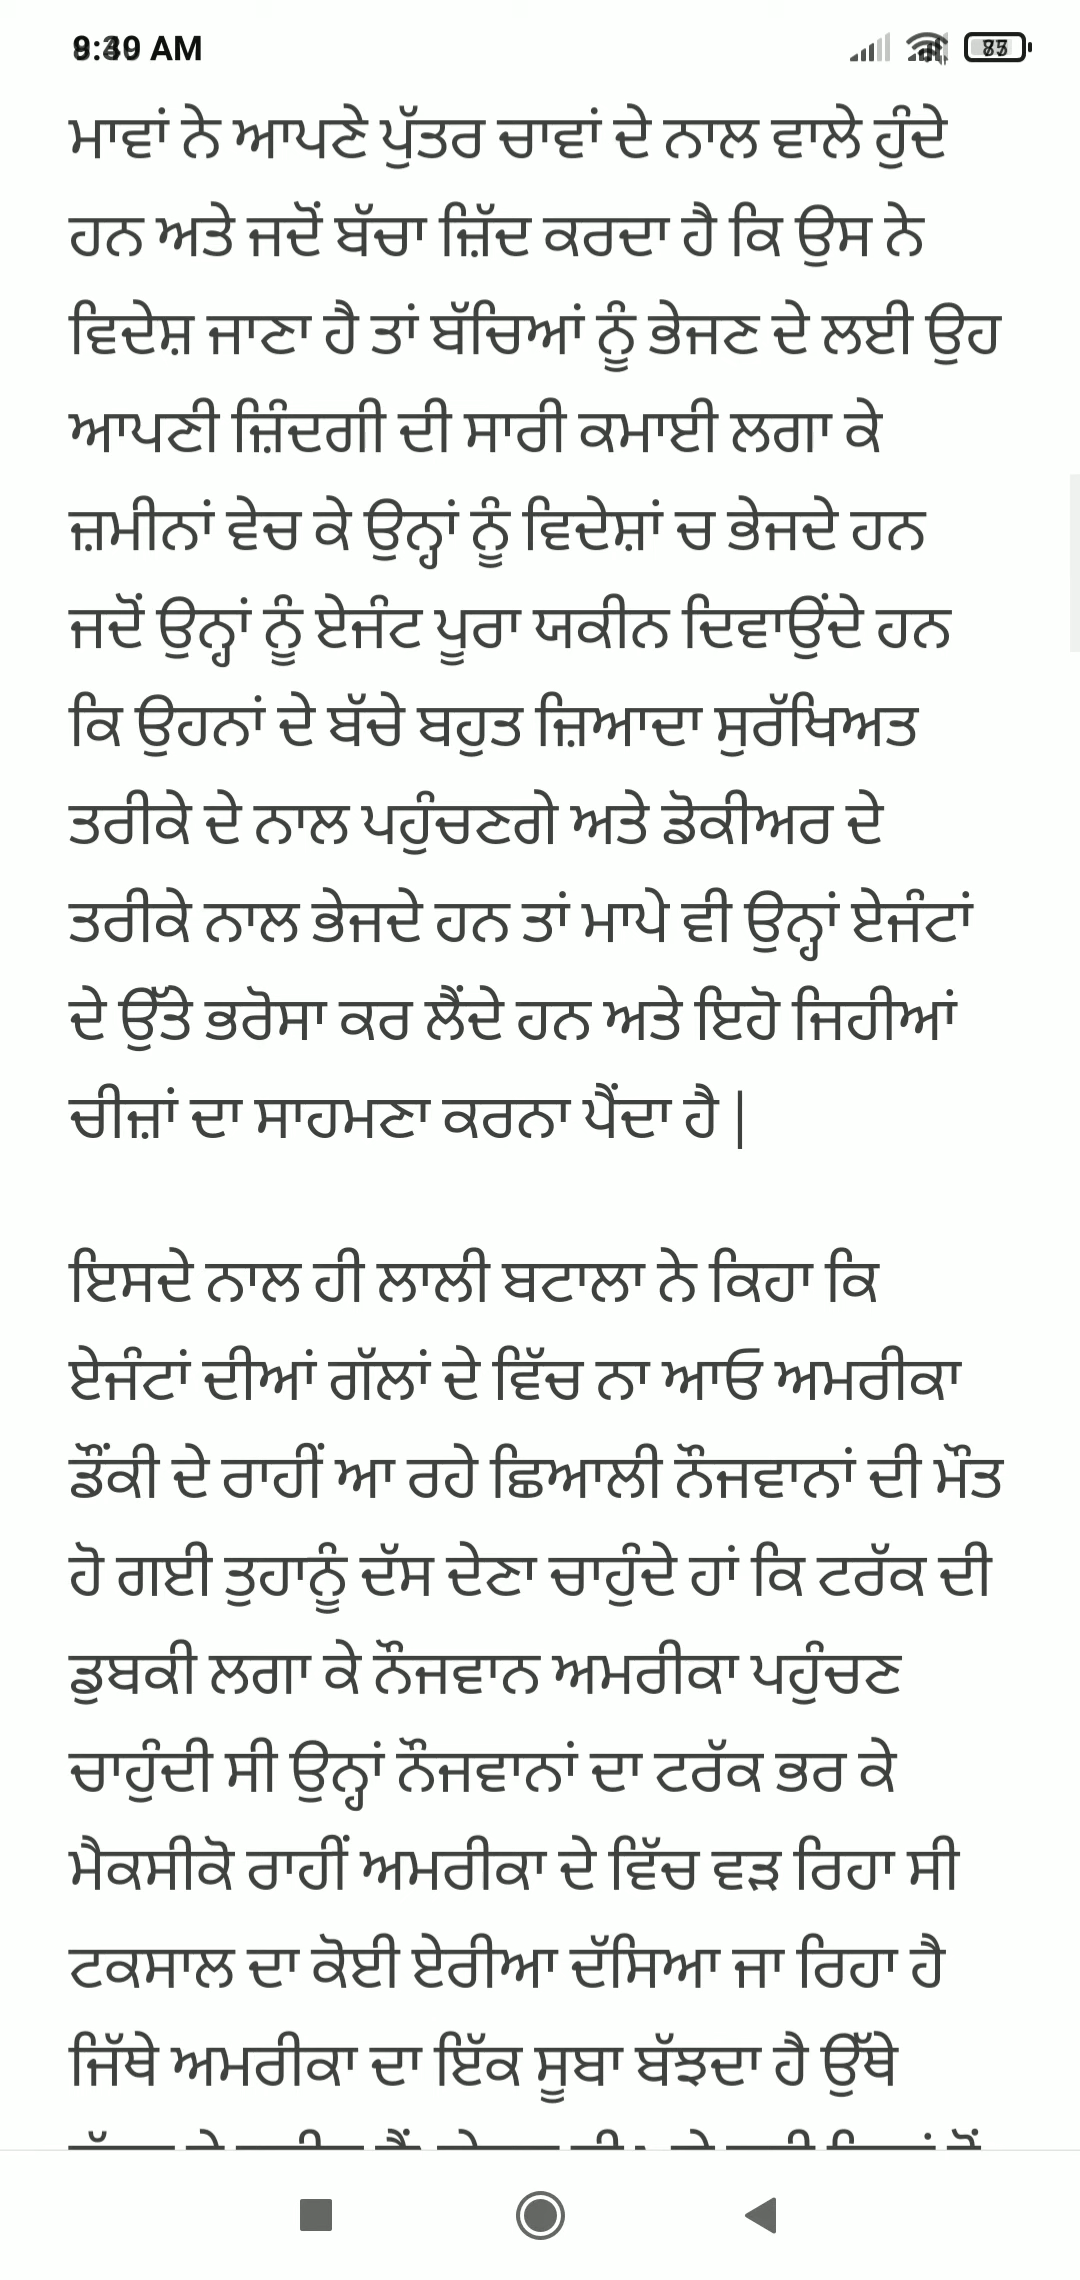 AM
ਮਾਵਾਂ ਨੇ ਆਪਣੇ ਪੁੱਤਰ ਚਾਵਾਂ ਦੇ ਨਾਲ ਵਾਲੇ ਹੁੰਦੇ
ਹਨ ਅਤੇ ਜਦੋਂ ਬੱਚਾ ਜ਼ਿੱਦ ਕਰਦਾ ਹੈ ਕਿ ਉਸ ਨੇ
ਵਿਦੇਸ਼ ਜਾਣਾ ਹੈ ਤਾਂ ਬੱਚਿਆਂ ਨੂੰ ਭੇਜਣ ਦੇ ਲਈ ਉਹ
ਆਪਣੀ ਜ਼ਿੰਦਗੀ ਦੀ ਸਾਰੀ ਕਮਾਈ ਲਗਾ ਕੇ
ਜ਼ਮੀਨਾਂ ਵੇਚ ਕੇ ਉਨ੍ਹਾਂ ਨੂੰ ਵਿਦੇਸ਼ਾਂ ਚ ਭੇਜਦੇ ਹਨ
ਜਦੋਂ ਉਨ੍ਹਾਂ ਨੂੰ ਏਜੰਟ ਪੂਰਾ ਯਕੀਨ ਦਿਵਾਉਂਦੇ ਹਨ
ਕਿ ਉਹਨਾਂ ਦੇ ਬੱਚੇ ਬਹੁਤ ਜ਼ਿਆਦਾ ਸੁਰੱਖਿਅਤ
ਤਰੀਕੇ ਦੇ ਨਾਲ ਪਹੁੰਚਣਗੇ ਅਤੇ ਡੋਕੀਅਰ ਦੇ
ਤਰੀਕੇ ਨਾਲ ਭੇਜਦੇ ਹਨ ਤਾਂ ਮਾਪੇ ਵੀ ਉਨ੍ਹਾਂ ਏਜੰਟਾਂ
ਦੇ ਉੱਤੇ ਭਰੋਸਾ ਕਰ ਲੈਂਦੇ ਹਨ ਅਤੇ ਇਹੋ ਜਿਹੀਆਂ
ਚੀਜ਼ਾਂ ਦਾ ਸਾਹਮਣਾ ਕਰਨਾ ਪੈਂਦਾ ਹੈ |
ਇਸਦੇ ਨਾਲ ਹੀ ਲਾਲੀ ਬਟਾਲਾ ਨੇ ਕਿਹਾ ਕਿ
ਏਜੰਟਾਂ ਦੀਆਂ ਗੱਲਾਂ ਦੇ ਵਿੱਚ ਨਾ ਆਓ ਅਮਰੀਕਾ
ਡੌਂਕੀ ਦੇ ਰਾਹੀਂ ਆ ਰਹੇ ਛਿਆਲੀ ਨੌਜਵਾਨਾਂ ਦੀ ਮੌਤ
ਹੋ ਗਈ ਤੁਹਾਨੂੰ ਦੱਸ ਦੇਣਾ ਚਾਹੁੰਦੇ ਹਾਂ ਕਿ ਟਰੱਕ ਦੀ
ਡੁਬਕੀ ਲਗਾ ਕੇ ਨੌਜਵਾਨ ਅਮਰੀਕਾ ਪਹੁੰਚਣ
ਚਾਹੁੰਦੀ ਸੀ ਉਨ੍ਹਾਂ ਨੌਜਵਾਨਾਂ ਦਾ ਟਰੱਕ ਭਰ ਕੇ
ਮੈਕਸੀਕੋ ਰਾਹੀਂ ਅਮਰੀਕਾ ਦੇ ਵਿੱਚ ਵੜ ਰਿਹਾ ਸੀ
ਟਕਸਾਲ ਦਾ ਕੋਈ ਏਰੀਆ ਦੱਸਿਆ ਜਾ ਰਿਹਾ ਹੈ
ਜਿੱਥੇ ਅਮਰੀਕਾ ਦਾ ਇੱਕ ਸੂਬਾ ਬੱਝਦਾ ਹੈ ਉੱਥੇ